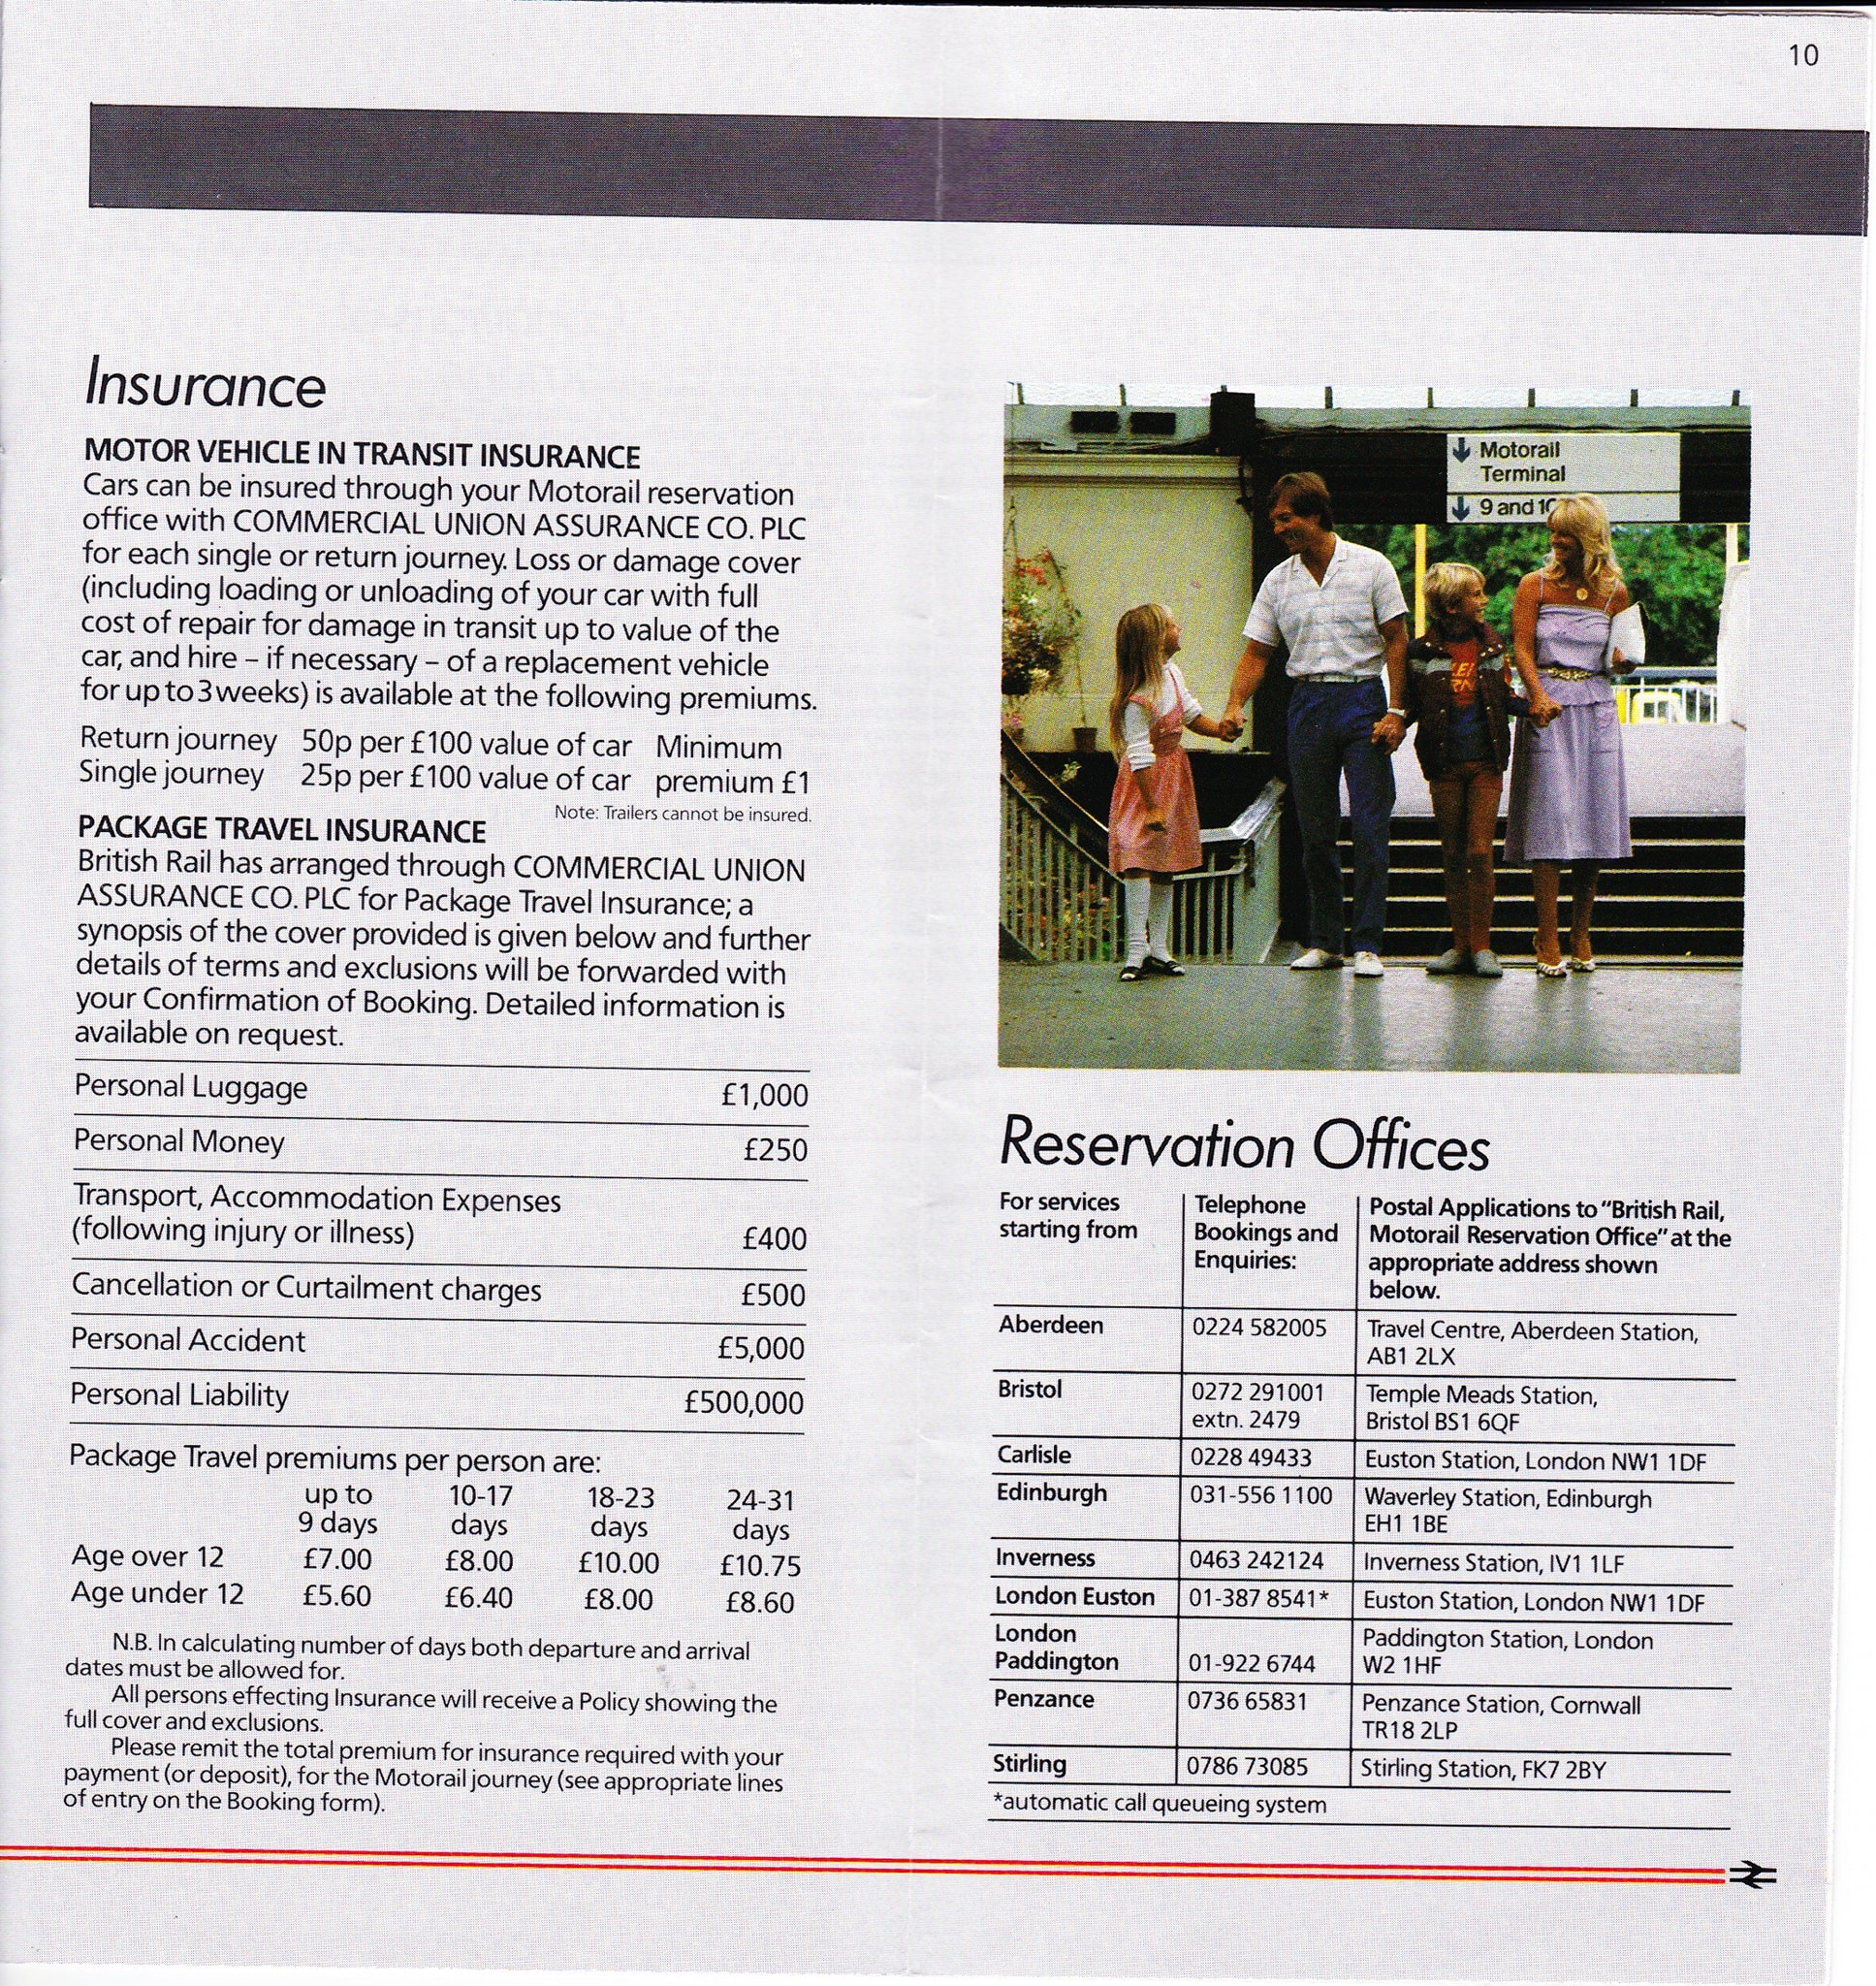 10
Insurance
MOTOR VEHICLE IN TRANSIT INSURANCE
Cars can be insured through your Motorail reservation
office with COMMERCIAL UNION ASSURANCE CO. PLC
for each single or return journey. Loss or damage cover
(including loading or unloading of your car with full
cost of repair for damage in transit up to value of the
car, and hire – if necessary – of a replacement vehicle
for up to 3 weeks) is available at the following premiums.
Return journey 50p per £100 value of car Minimum
Single journey 25p per £100 value of car premium £1
Note: Trailers cannot be insured.
PACKAGE TRAVEL INSURANCE
British Rail has arranged through COMMERCIAL UNION
ASSURANCE CO. PLC for Package Travel Insurance; a
synopsis of the cover provided is given below and further
details of terms and exclusions will be forwarded with
your Confirmation of Booking. Detailed information is
available on request.
Personal Luggage £1,000
Personal Money £250
Transport, Accommodation Expenses
(following injury or illness) £400
Cancellation or Curtailment charges £500
Personal Accident £5,000
Personal Liability £500,000
Package Travel premiums per person are:
up to 10-17 18-23 24-31
9 days days days days
Age over 12 £7.00 £8.00 £10.00 £10.75
Age under 12 £5.60 £6.40 £8.00 £8.60
N.B. In calculating number of days both departure and arrival
dates must be allowed for.
All persons effecting Insurance will receive a Policy showing the
full cover and exclusions.
Please remit the total premium for insurance required with your
payment (or deposit), for the Motorail journey (see appropriate lines
of entry on the Booking form).
Motorail
Terminal
9 and 10
Reservation Offices
For services Telephone Postal Applications to "British Rail,
starting from Bookings and Motorail Reservation Office" at the
Enquiries: appropriate address shown
below.
Aberdeen 0224 582005 Travel Centre, Aberdeen Station,
AB1 2LX
Bristol 0272 291001 Temple Meads Station,
extn. 2479 Bristol BS1 6QF
Carlisle 0228 49433 Euston Station, London NW1 1DF
Edinburgh 031-556 1100 Waverley Station, Edinburgh
EH1 1BE
Inverness 0463 242124 Inverness Station, IV1 1LF
London Euston 01-387 8541* Euston Station, London NW1 1DF
London Paddington Station, London
Paddington 01-922 6744 W2 1HF
Penzance 0736 65831 Penzance Station, Cornwall
TR18 2LP
Stirling 0786 73085 Stirling Station, FK7 2BY
*automatic call queueing system